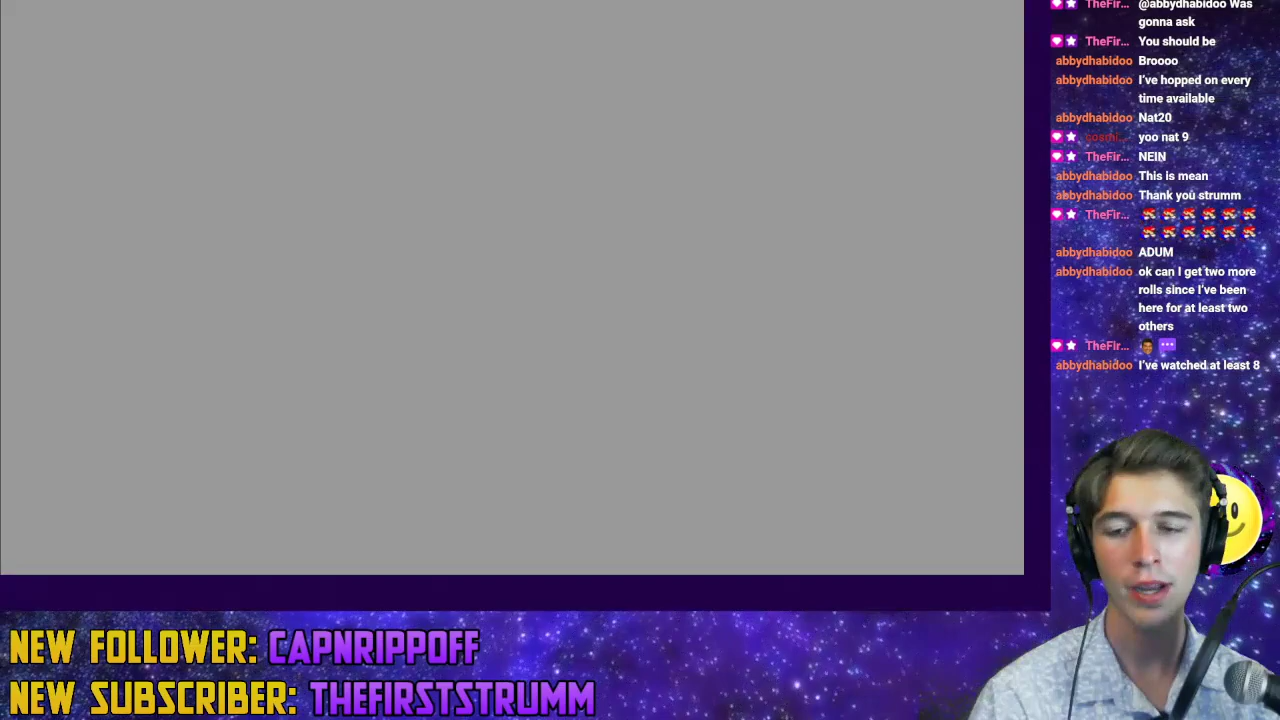 TheFir... @abbydhabidoo Was
gonna ask
TheFir... You should be
abbydhabidoo Broooo
abbydhabidoo I've hopped on every
time available
abbydhabidoo Nat20
cosmi... yoo nat 9
TheFir... NEIN
abbydhabidoo This is mean
abbydhabidoo Thank you strumm
TheFir...
abbydhabidoo ADUM
abbydhabidoo ok can I get two more
rolls since I've been
here for at least two
others
TheFir...
abbydhabidoo I've watched at least 8
NEW FOLLOWER: CAPNRIPPOFF
NEW SUBSCRIBER: THEFIRSTSTRUMM